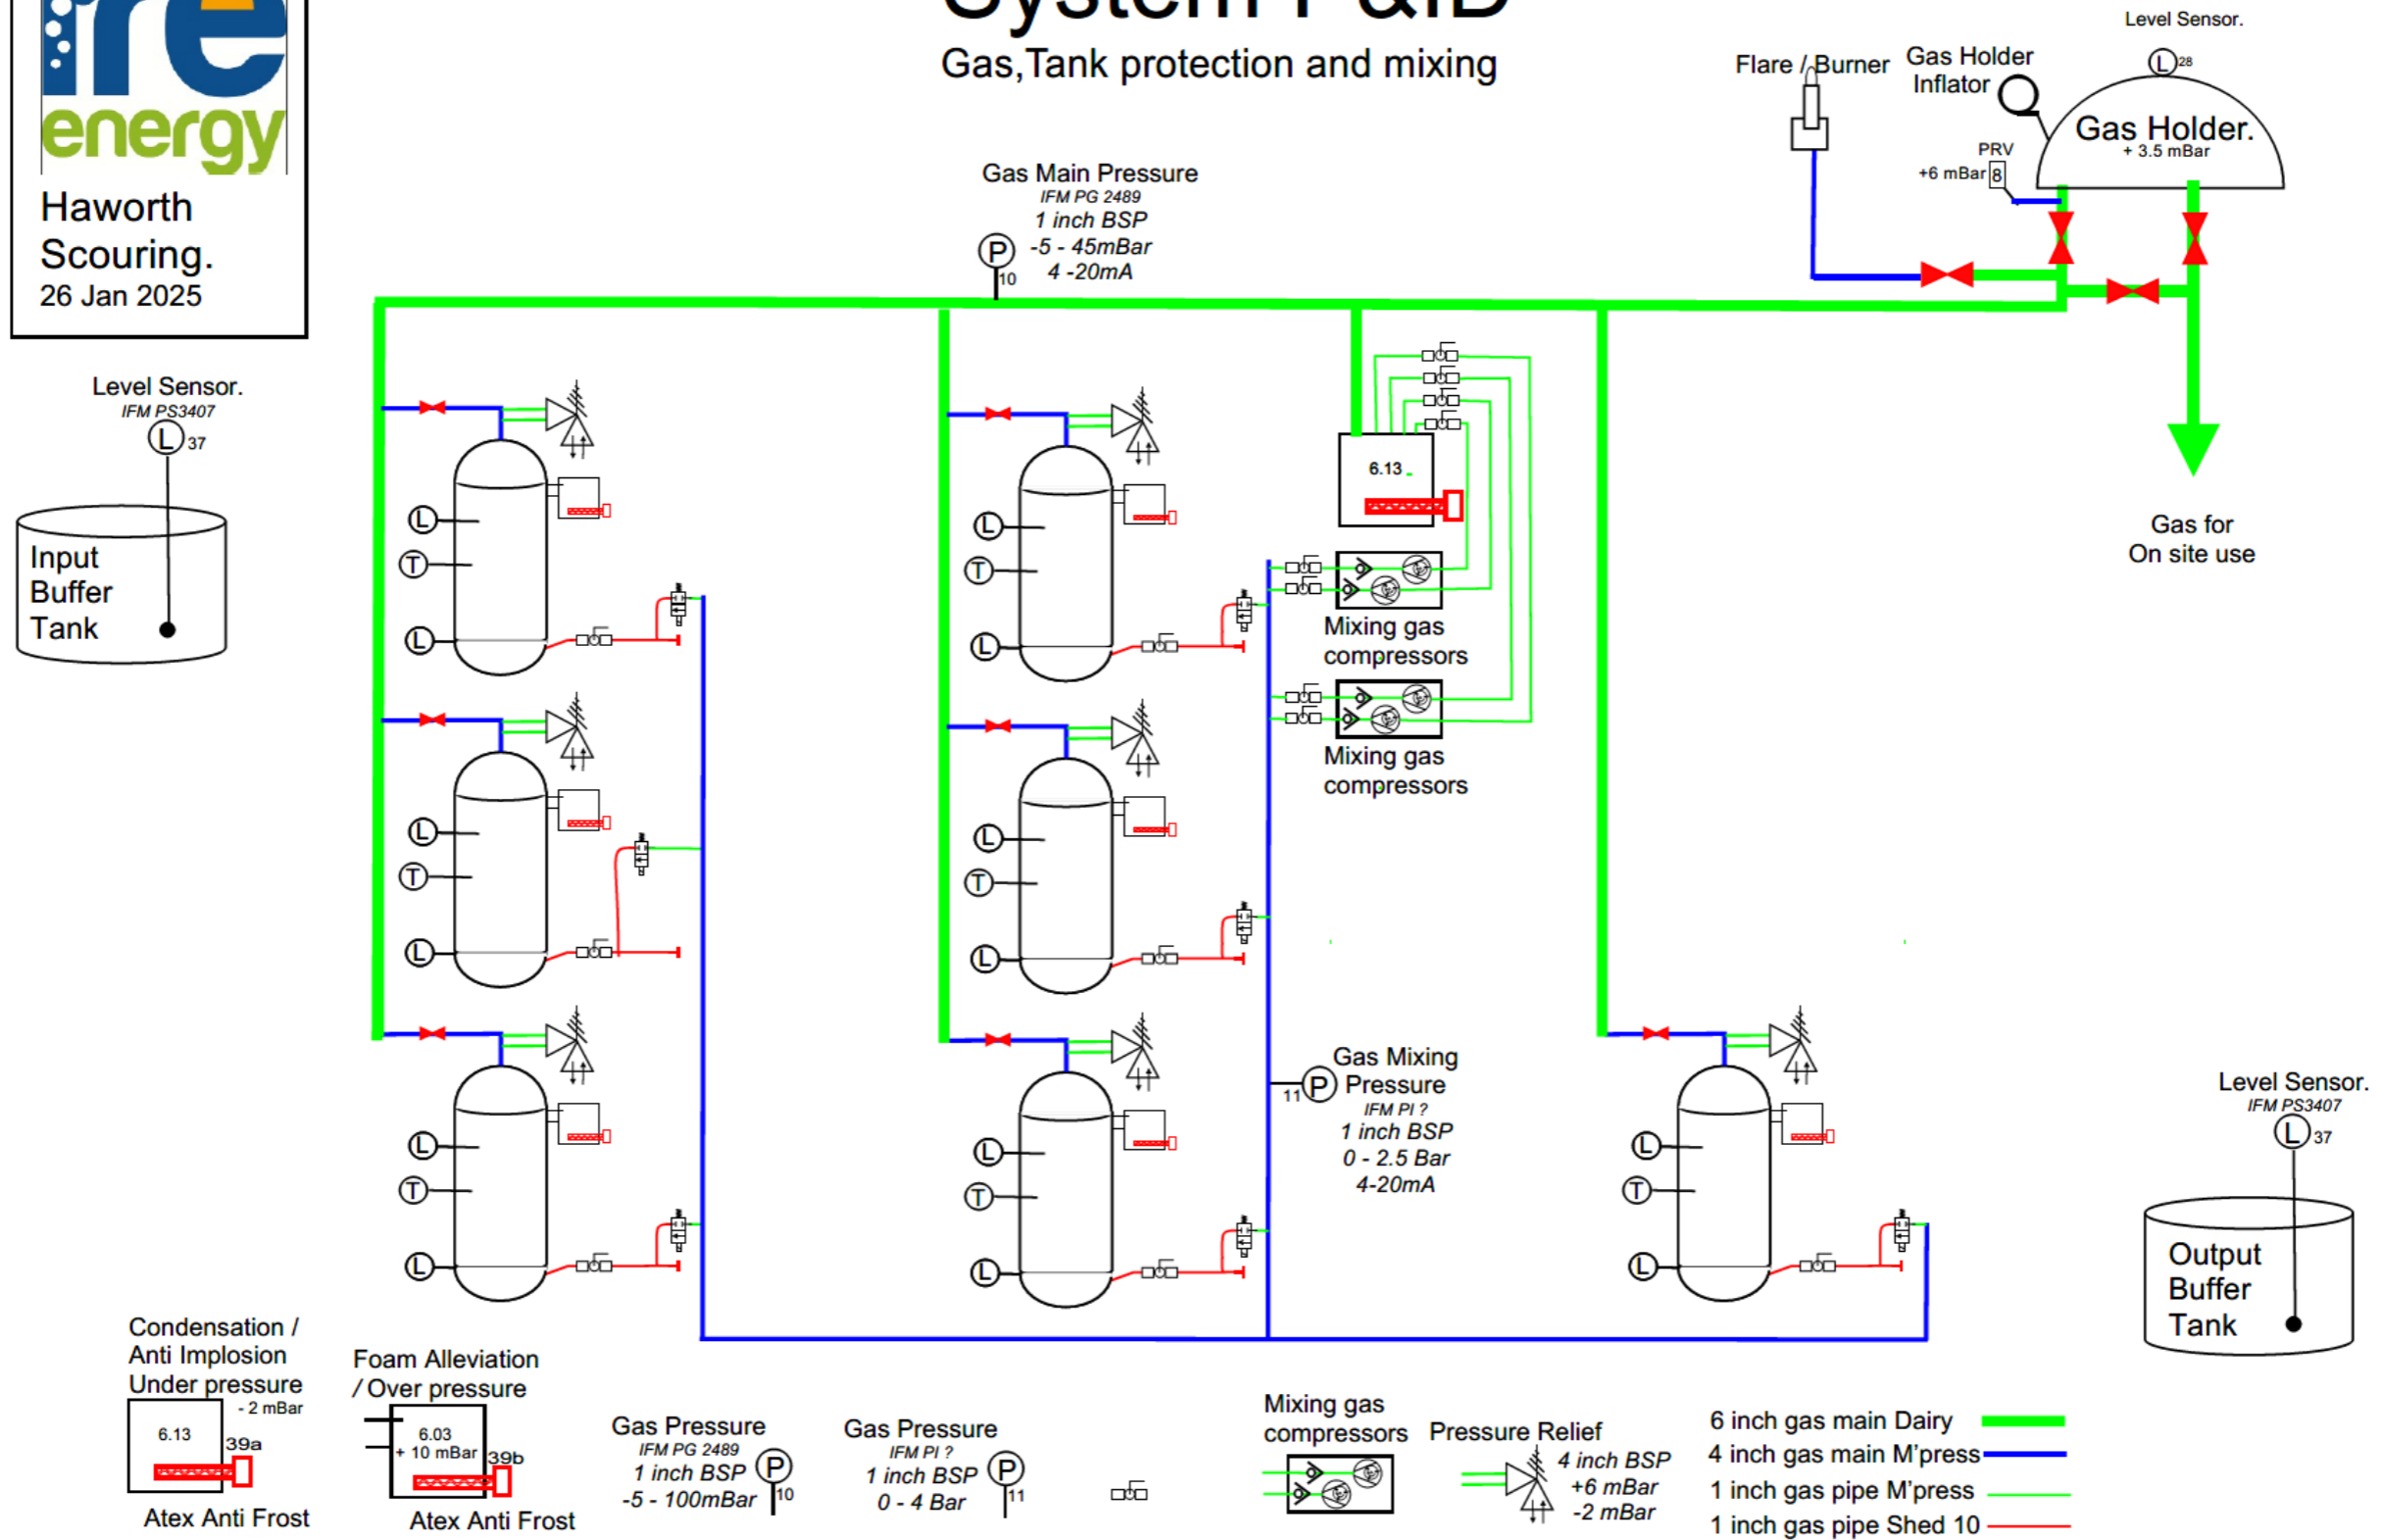 System P&ID
Gas,Tank protection and mixing
energy
Haworth
Scouring.
26 Jan 2025
Level Sensor.
L 28
Flare / Burner
Gas Holder
Inflator
Gas Holder.
+ 3.5 mBar
PRV
+6 mBar 8
Gas Main Pressure
IFM PG 2489
1 inch BSP
-5 - 45mBar
4 -20mA
P
10
Level Sensor.
IFM PS3407
L 37
Input
Buffer
Tank
L
T
L
L
T
L
L
T
L
L
T
L
L
T
L
L
T
L
6.13
Mixing gas
compressors
Mixing gas
compressors
Gas for
On site use
Gas Mixing
Pressure
IFM PI ?
1 inch BSP
0 - 2.5 Bar
4-20mA
11 P
L
T
L
Level Sensor.
IFM PS3407
L 37
Output
Buffer
Tank
Condensation /
Anti Implosion
Under pressure
- 2 mBar
6.13
39a
Atex Anti Frost
Foam Alleviation
/ Over pressure
6.03
+ 10 mBar
39b
Atex Anti Frost
Gas Pressure
IFM PG 2489
1 inch BSP
-5 - 100mBar
P
10
Gas Pressure
IFM PI ?
1 inch BSP
0 - 4 Bar
P
11
Mixing gas
compressors
Pressure Relief
4 inch BSP
+6 mBar
-2 mBar
6 inch gas main Dairy
4 inch gas main M'press
1 inch gas pipe M'press
1 inch gas pipe Shed 10